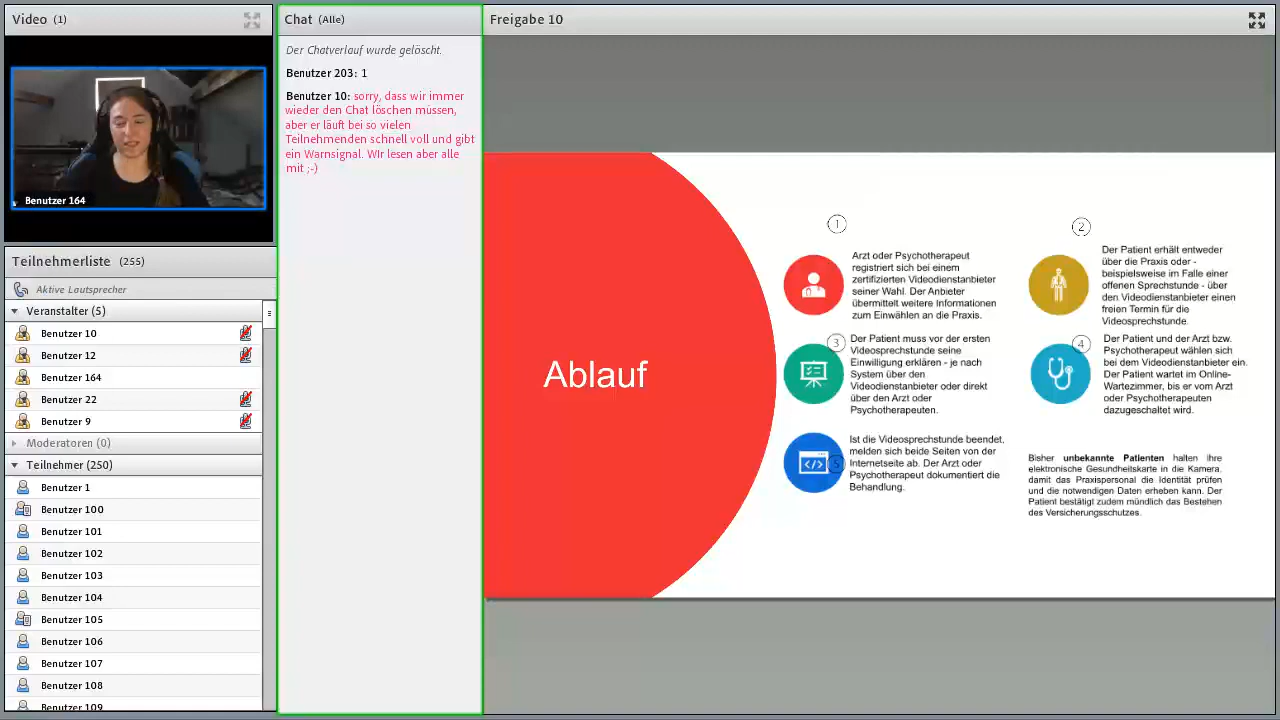 Video (1)
Benutzer 164
Teilnehmerliste (255)
Aktive Lautsprecher
Veranstalter (5)
Benutzer 10
Benutzer 12
Benutzer 164
Benutzer 22
Benutzer 9
Moderatoren (0)
Teilnehmer (250)
Benutzer 1
Benutzer 100
Benutzer 101
Benutzer 102
Benutzer 103
Benutzer 104
Benutzer 105
Benutzer 106
Benutzer 107
Benutzer 108
Benutzer 109
Chat (Alle)
Der Chatverlauf wurde gelöscht.
Benutzer 203: 1
Benutzer 10: sorry, dass wir immer
wieder den Chat löschen müssen,
aber er läuft bei so vielen
Teilnehmenden schnell voll und gibt
ein Warnsignal. WIr lesen aber alle
mit ;-)
Freigabe 10
Ablauf
1
Arzt oder Psychotherapeut
registriert sich bei einem
zertifizierten Videodienstanbieter
seiner Wahl. Der Anbieter
übermittelt weitere Informationen
zum Einwählen an die Praxis.
2
Der Patient erhält entweder
über die Praxis oder -
beispielsweise im Falle einer
offenen Sprechstunde - über
den Videodienstanbieter einen
freien Termin für die
Videosprechstunde.
3
Der Patient muss vor der ersten
Videosprechstunde seine
Einwilligung erklären - je nach
System über den
Videodienstanbieter oder direkt
über den Arzt oder
Psychotherapeuten.
4
Der Patient und der Arzt bzw.
Psychotherapeut wählen sich
bei dem Videodienstanbieter ein.
Der Patient wartet im Online-
Wartezimmer, bis er vom Arzt
oder Psychotherapeuten
dazugeschaltet wird.
5
Ist die Videosprechstunde beendet,
melden sich beide Seiten von der
Internetseite ab. Der Arzt oder
Psychotherapeut dokumentiert die
Behandlung.
Bisher unbekannte Patienten halten ihre
elektronische Gesundheitskarte in die Kamera,
damit das Praxispersonal die Identität prüfen
und die notwendigen Daten erheben kann. Der
Patient bestätigt zudem mündlich das Bestehen
des Versicherungsschutzes.